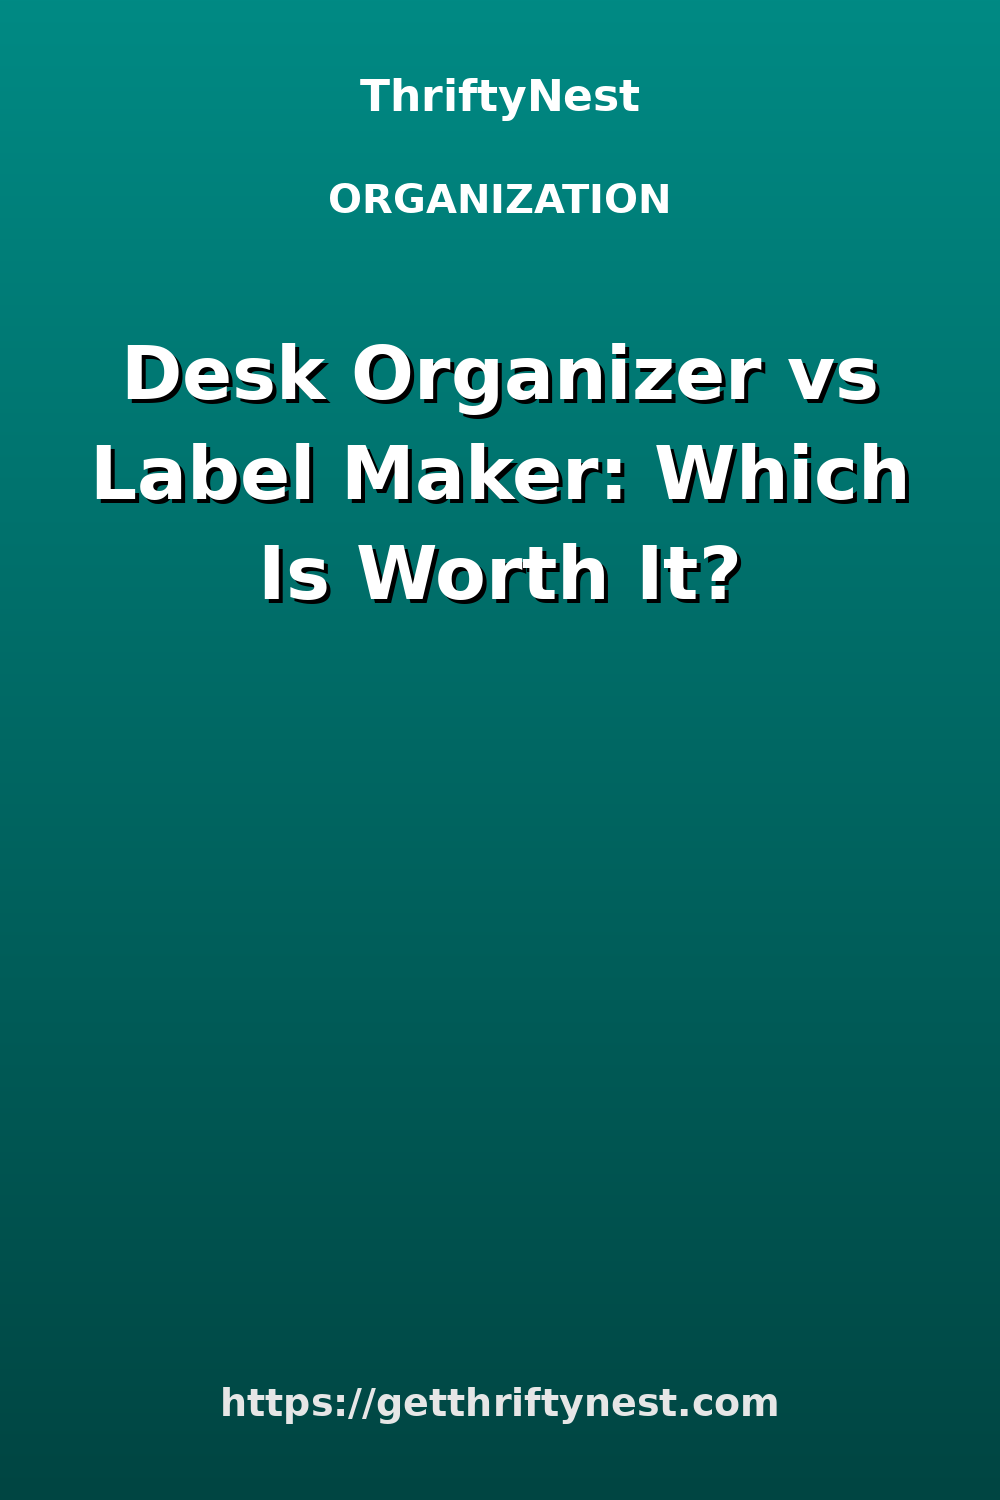 ThriftyNest
ORGANIZATION
Desk Organizer vs
Label Maker: Which
Is Worth It?
https://getthriftynest.com